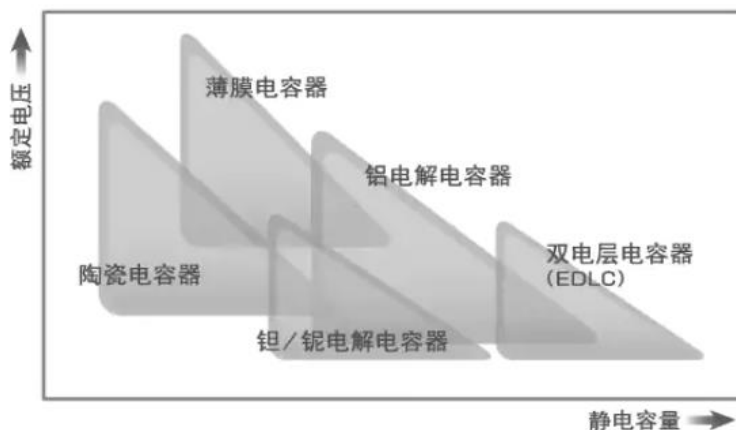 额定电压
薄膜电容器
铝电解电容器
双电层电容器
(EDLC)
陶瓷电容器
钽/铌电解电容器
静电容量